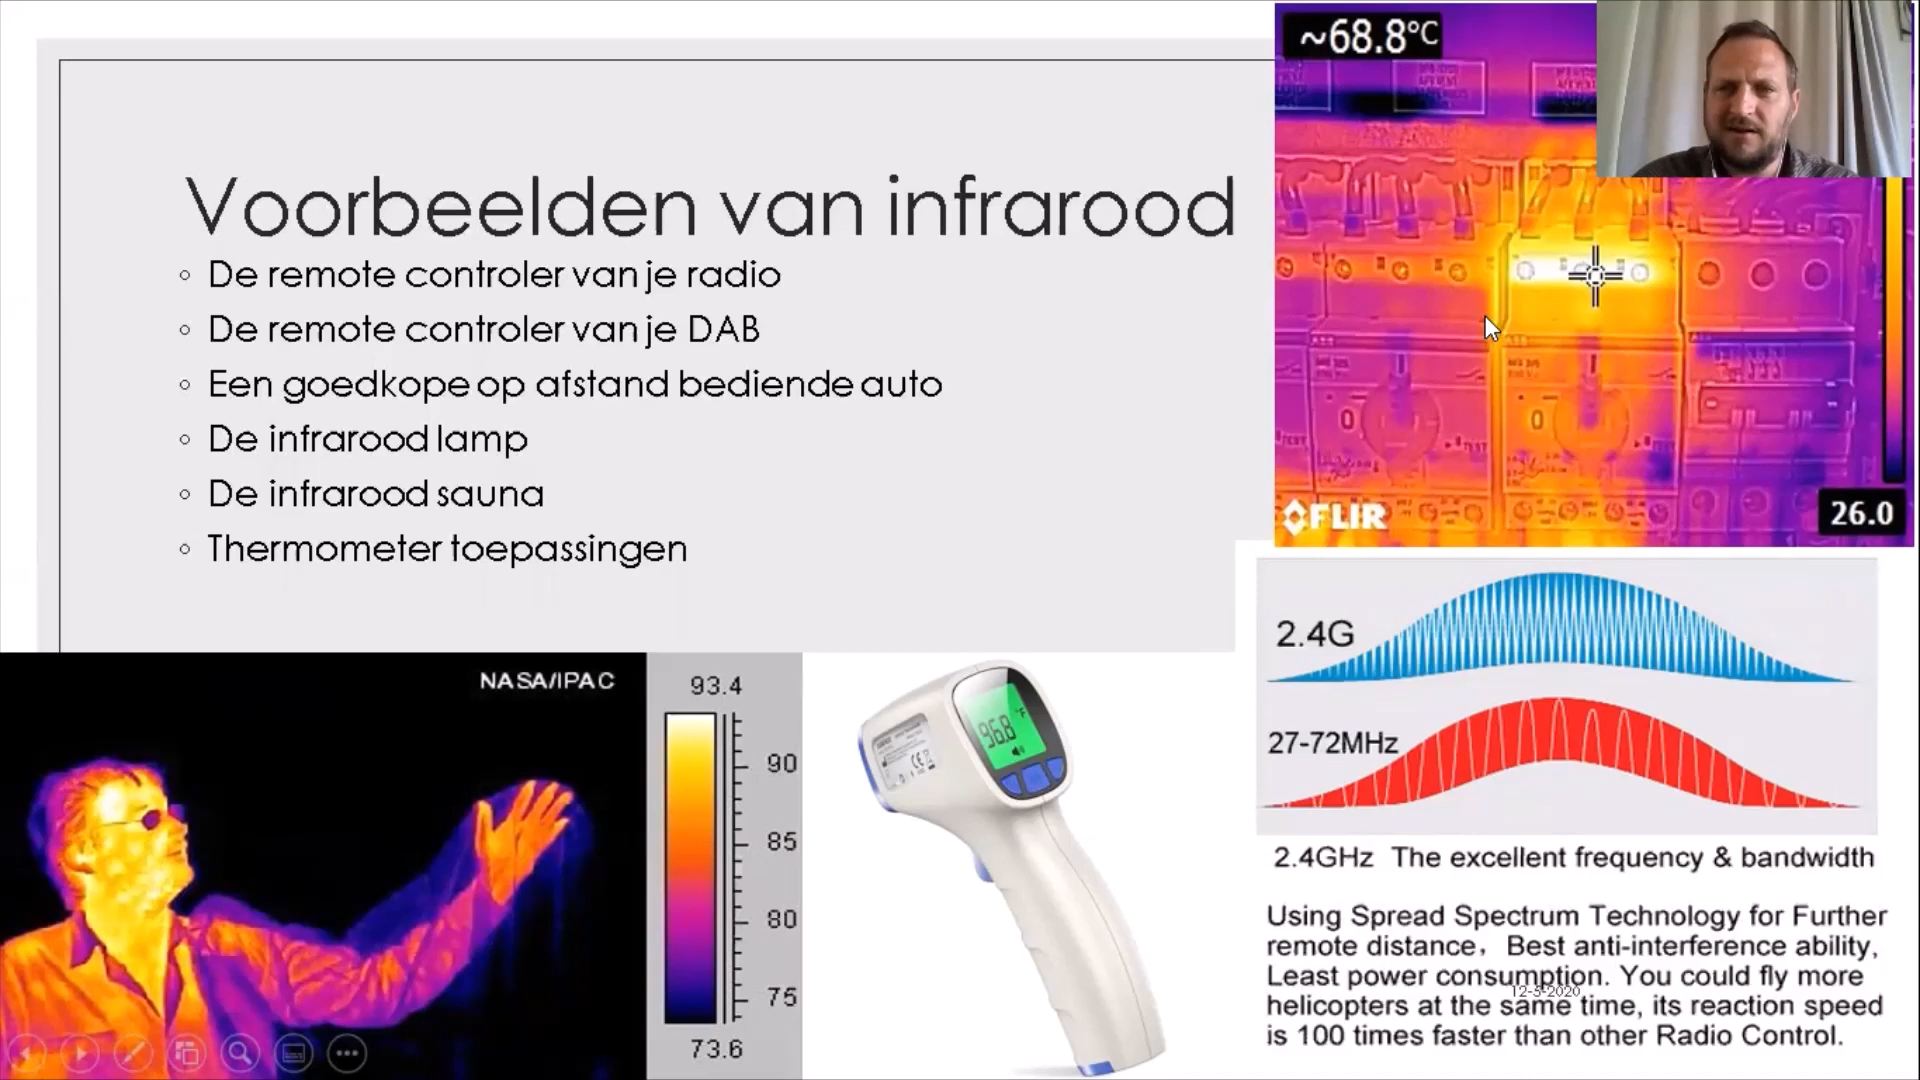 Voorbeelden van infrarood
◦ De remote controler van je radio
◦ De remote controler van je DAB
◦ Een goedkope op afstand bediende auto
◦ De infrarood lamp
◦ De infrarood sauna
◦ Thermometer toepassingen
~68.8°C
FLIR
26.0
NASA/IPAC
93.4
90
85
80
75
73.6
96.8 °F
CE
2.4G
27-72MHz
2.4GHz The excellent frequency & bandwidth
Using Spread Spectrum Technology for Further
remote distance, Best anti-interference ability,
Least power consumption. You could fly more
12-5-2020
helicopters at the same time, its reaction speed
is 100 times faster than other Radio Control.